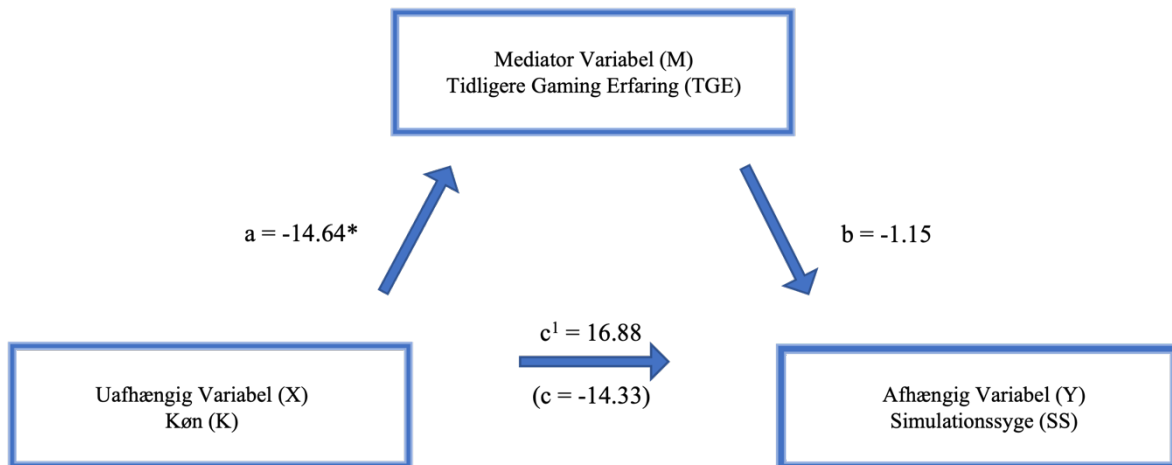 Mediator Variabel (M)
Tidligere Gaming Erfaring (TGE)
a = -14.64*
b = -1.15
c¹ = 16.88
(c = -14.33)
Uafhængig Variabel (X)
Køn (K)
Afhængig Variabel (Y)
Simulationssyge (SS)